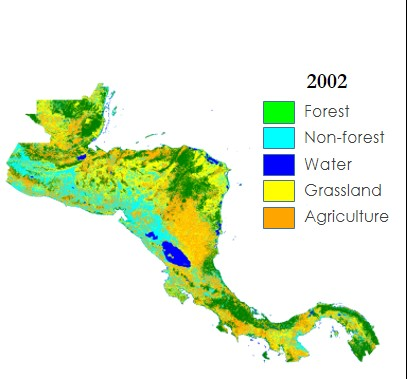 2002
Forest
Non-forest
Water
Grassland
Agriculture